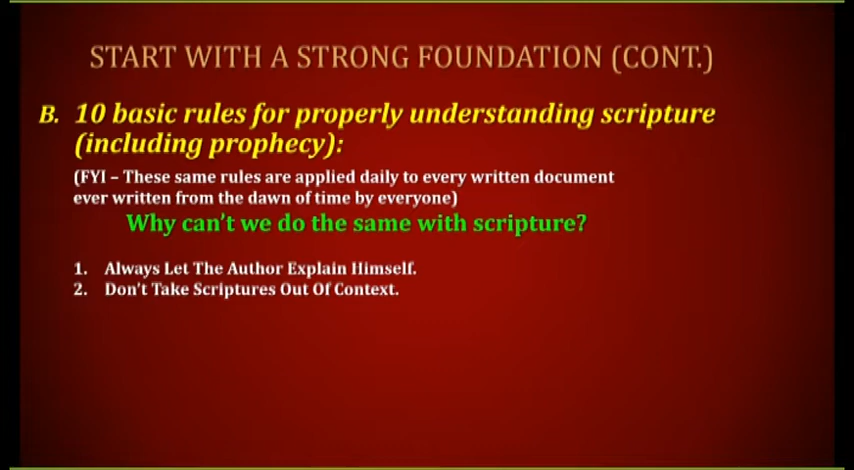 START WITH A STRONG FOUNDATION (CONT.)
B. 10 basic rules for properly understanding scripture
(including prophecy):
(FYI – These same rules are applied daily to every written document
ever written from the dawn of time by everyone)
Why can't we do the same with scripture?
1. Always Let The Author Explain Himself.
2. Don't Take Scriptures Out Of Context.